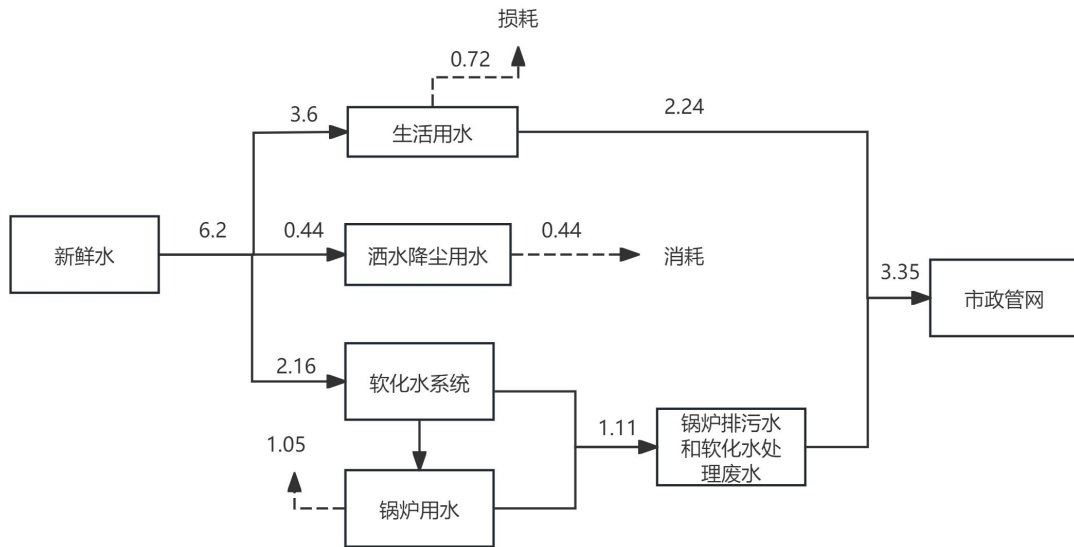 损耗
0.72
3.6
生活用水
2.24
新鲜水
6.2
0.44
洒水降尘用水
0.44
消耗
3.35
市政管网
2.16
软化水系统
1.05
锅炉用水
1.11
锅炉排污水
和软化水处
理废水